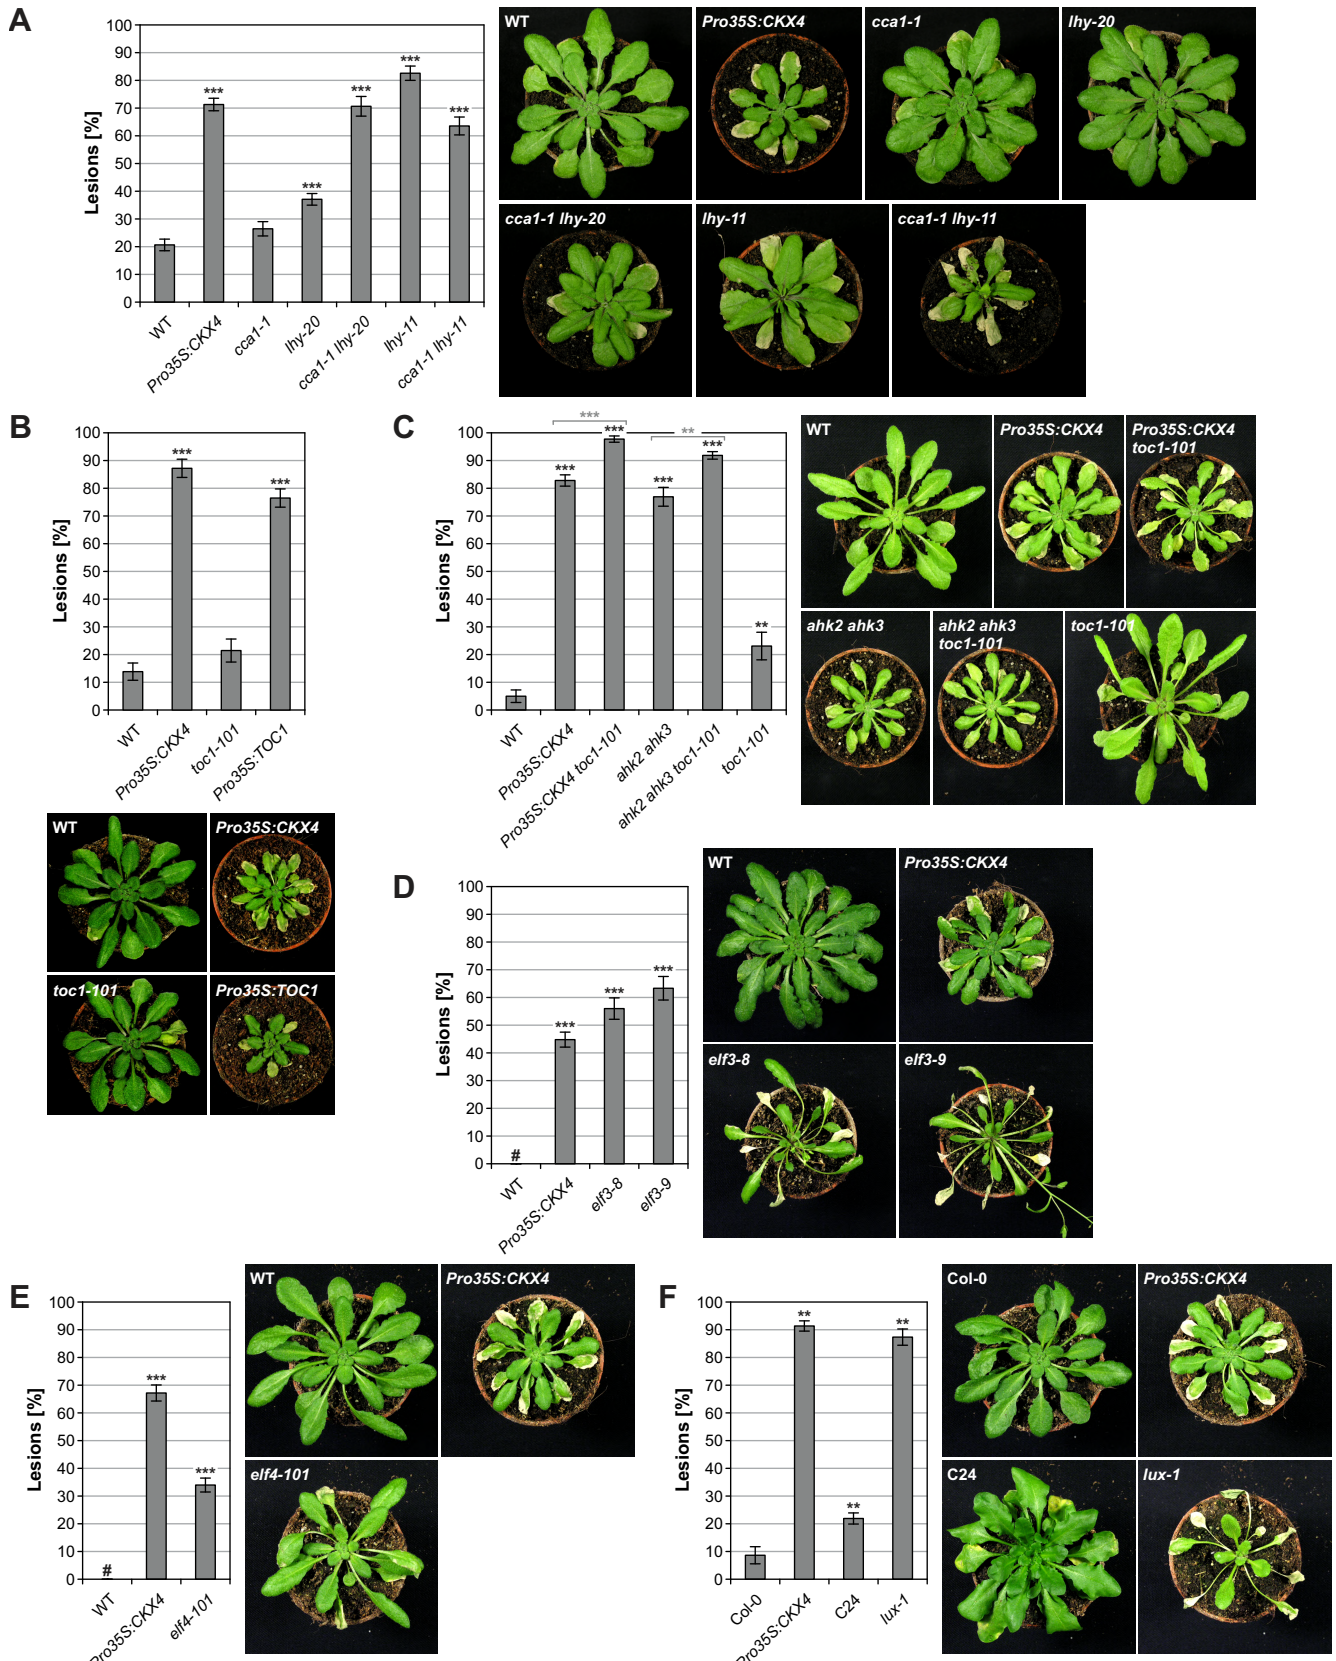 A
Lesions [%]
100
90
80
70
60
50
40
30
20
10
0
***
***
***
***
***
WT
Pro35S:CKX4
cca1-1
lhy-20
cca1-1 lhy-20
lhy-11
cca1-1 lhy-11
WT
Pro35S:CKX4
cca1-1
lhy-20
cca1-1 lhy-20
lhy-11
cca1-1 lhy-11
B
Lesions [%]
100
90
80
70
60
50
40
30
20
10
0
***
***
WT
Pro35S:CKX4
toc1-101
Pro35S:TOC1
WT
Pro35S:CKX4
toc1-101
Pro35S:TOC1
C
Lesions [%]
100
90
80
70
60
50
40
30
20
10
0
***
**
***
***
***
***
**
WT
Pro35S:CKX4
Pro35S:CKX4 toc1-101
ahk2 ahk3
ahk2 ahk3 toc1-101
toc1-101
WT
Pro35S:CKX4
Pro35S:CKX4
toc1-101
ahk2 ahk3
ahk2 ahk3
toc1-101
toc1-101
D
Lesions [%]
100
90
80
70
60
50
40
30
20
10
0
#
***
***
***
WT
Pro35S:CKX4
elf3-8
elf3-9
WT
Pro35S:CKX4
elf3-8
elf3-9
E
Lesions [%]
100
90
80
70
60
50
40
30
20
10
0
#
***
***
WT
Pro35S:CKX4
elf4-101
WT
Pro35S:CKX4
elf4-101
F
Lesions [%]
100
90
80
70
60
50
40
30
20
10
0
**
**
**
Col-0
Pro35S:CKX4
C24
lux-1
Col-0
Pro35S:CKX4
C24
lux-1